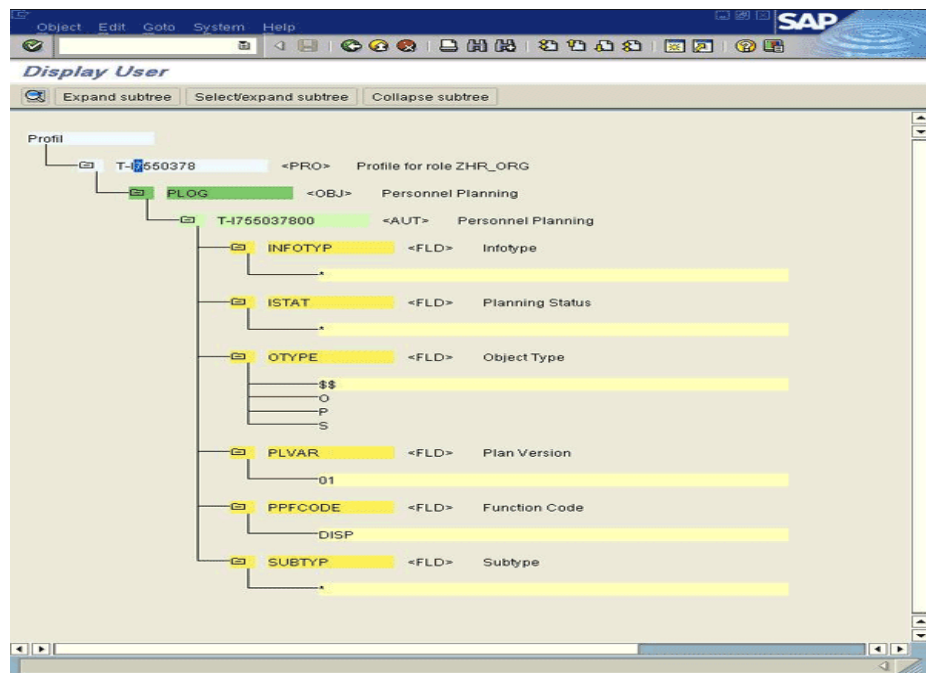 Object Edit Goto System Help
SAP
Display User
Expand subtree Select/expand subtree Collapse subtree
Profil
T-I7550378 <PRO> Profile for role ZHR_ORG
PLOG <OBJ> Personnel Planning
T-I755037800 <AUT> Personnel Planning
INFOTYP <FLD> Infotype
*
ISTAT <FLD> Planning Status
*
OTYPE <FLD> Object Type
$$
O
P
S
PLVAR <FLD> Plan Version
01
PPFCODE <FLD> Function Code
DISP
SUBTYP <FLD> Subtype
*